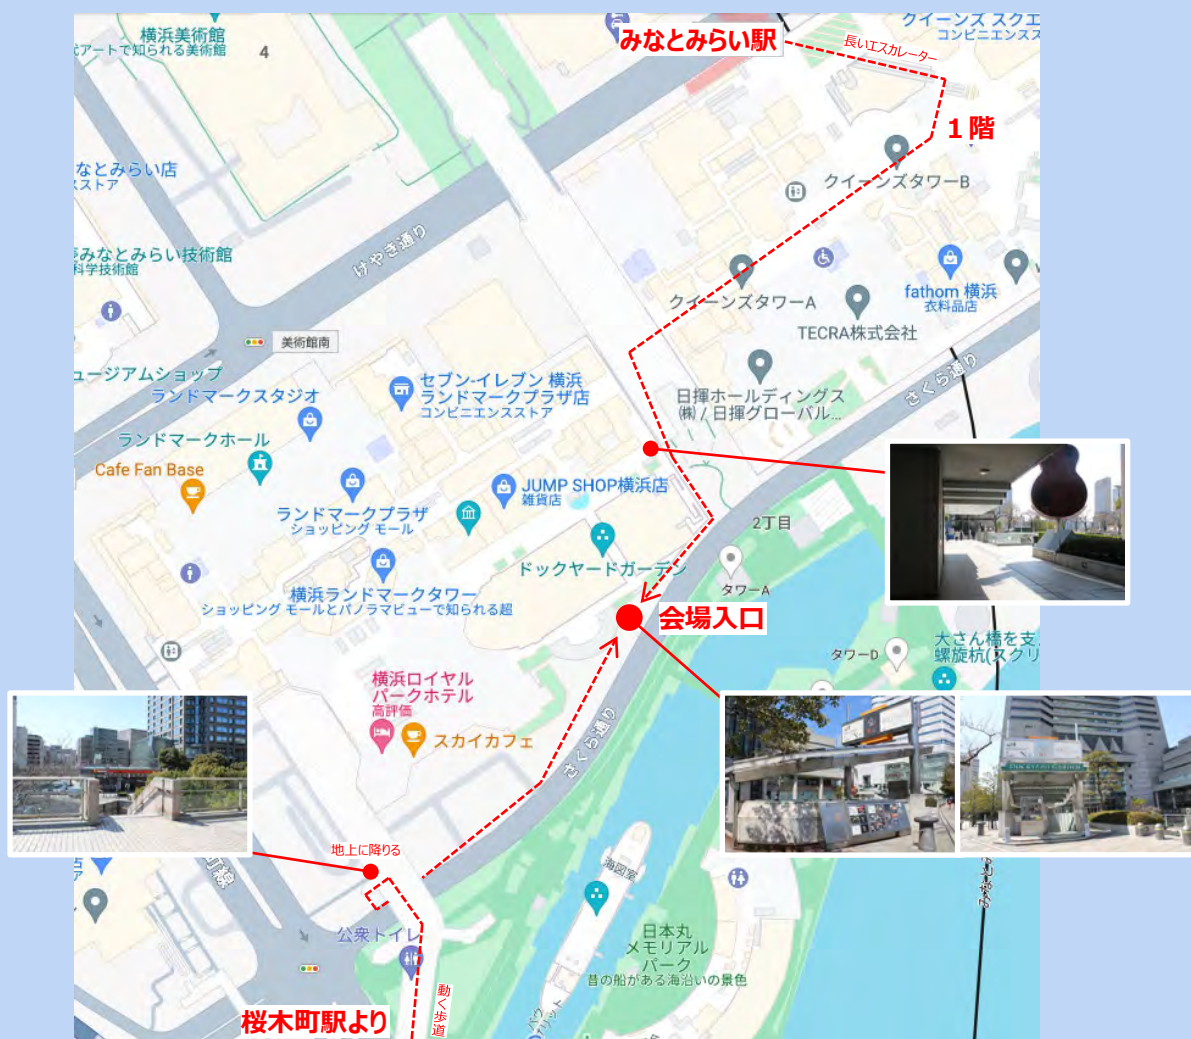 横浜美術館
代アートで知られる美術館
4
クイーンズ スクエ
コンビニエンスス
みなとみらい駅
長いエスカレーター
1階
クイーンズタワーB
なとみらい店
ニスストア
けやき通り
みなとみらい技術館
科学技術館
クイーンズタワーA
fathom 横浜
衣料品店
TECRA株式会社
美術館南
ュージアムショップ
ランドマークスタジオ
セブン-イレブン 横浜
ランドマークプラザ店
コンビニエンスストア
日揮ホールディングス
㈱ / 日揮グローバル...
さくら通り
ランドマークホール
Cafe Fan Base
JUMP SHOP横浜店
雑貨店
ランドマークプラザ
ショッピング モール
2丁目
ドックヤードガーデン
タワーA
横浜ランドマークタワー
ショッピング モールとパノラマビューで知られる超
会場入口
大さん橋を支
螺旋杭(スクリ
タワーD
横浜ロイヤル
パークホテル
高評価
スカイカフェ
さくら通り
DOCKYARD GARDEN
地上に降りる
町線
海図室
みなと
公衆トイレ
日本丸
メモリアル
パーク
昔の船がある海沿いの景色
動く歩道
桜木町駅より